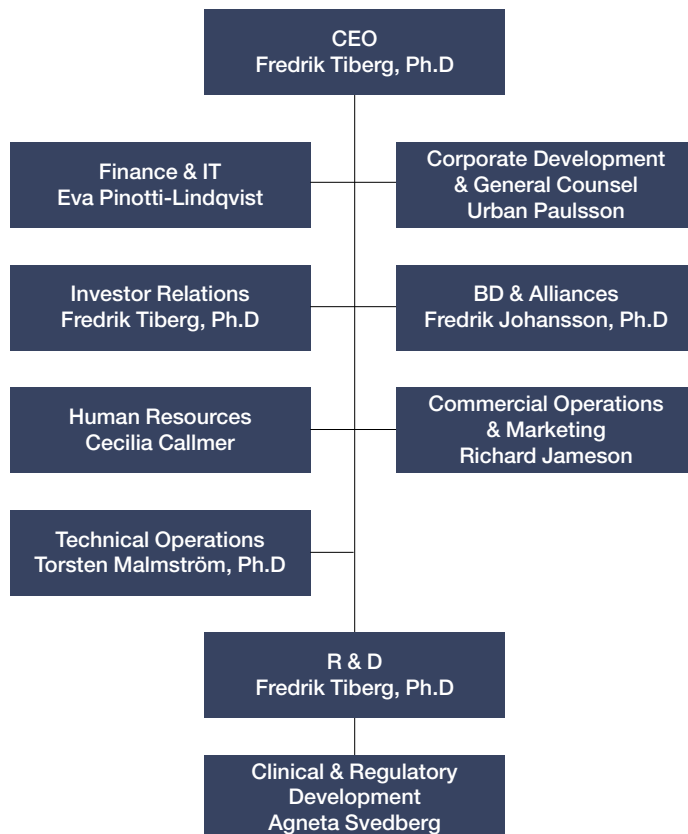 CEO
Fredrik Tiberg, Ph.D
Finance & IT
Eva Pinotti-Lindqvist
Corporate Development
& General Counsel
Urban Paulsson
Investor Relations
Fredrik Tiberg, Ph.D
BD & Alliances
Fredrik Johansson, Ph.D
Human Resources
Cecilia Callmer
Commercial Operations
& Marketing
Richard Jameson
Technical Operations
Torsten Malmström, Ph.D
R & D
Fredrik Tiberg, Ph.D
Clinical & Regulatory
Development
Agneta Svedberg